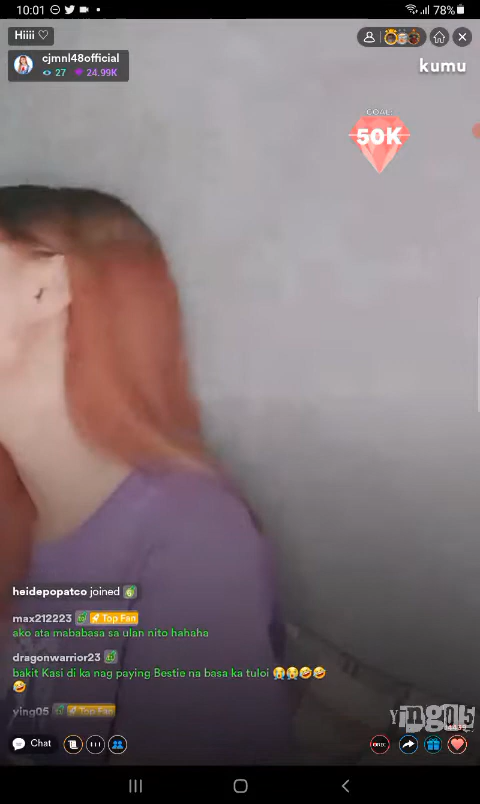 10:01
78%
Hiiii ♡
cjmnl48official
27 24.99K
kumu
GOAL:
50K
heidepopatco joined
max212223 Top Fan
ako ata mababasa sa ulan nito hahaha
dragonwarrior23
bakit Kasi di ka nag paying Bestie na basa ka tuloi 😭😭🤣🤣
🤣
ying05 Top Fan
Chat